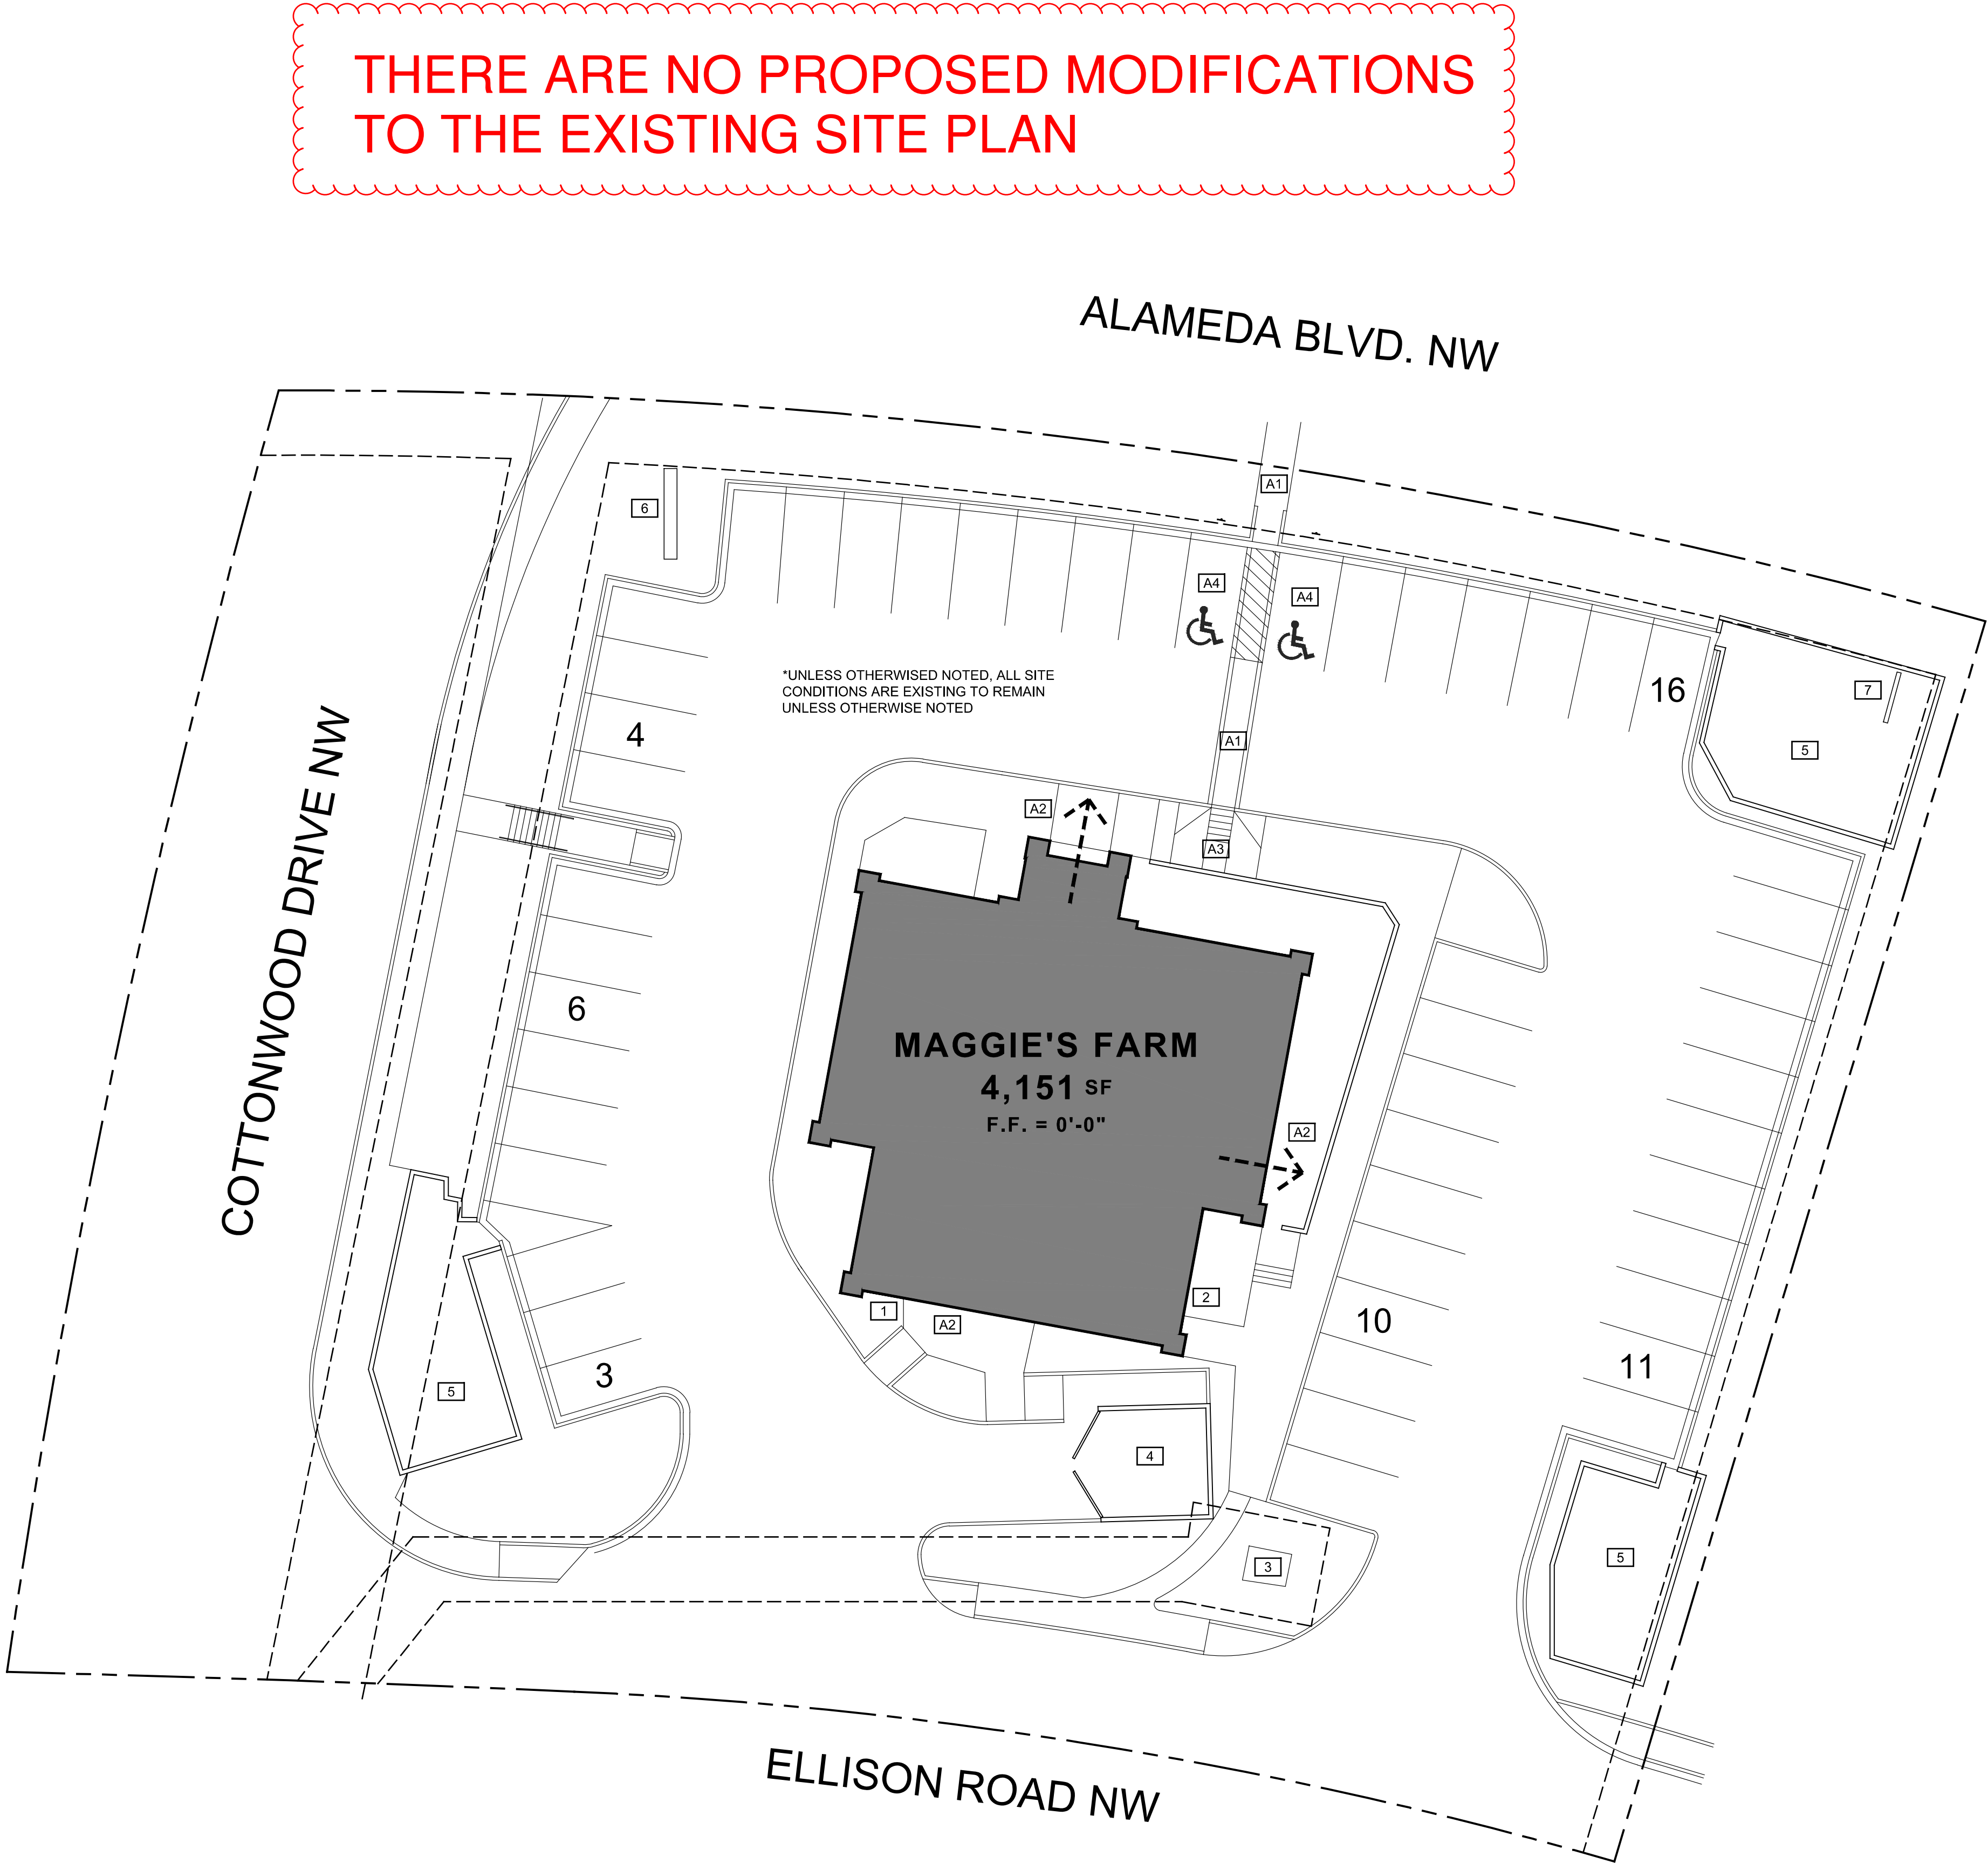 THERE ARE NO PROPOSED MODIFICATIONS
TO THE EXISTING SITE PLAN
ALAMEDA BLVD. NW
A1
6
A4
A4
*UNLESS OTHERWISED NOTED, ALL SITE
CONDITIONS ARE EXISTING TO REMAIN
UNLESS OTHERWISE NOTED
16
7
4
A1
5
COTTONWOOD DRIVE NW
A2
A3
6
MAGGIE'S FARM
4,151 SF
F.F. = 0'-0"
A2
2
1
A2
10
11
3
5
4
5
3
ELLISON ROAD NW